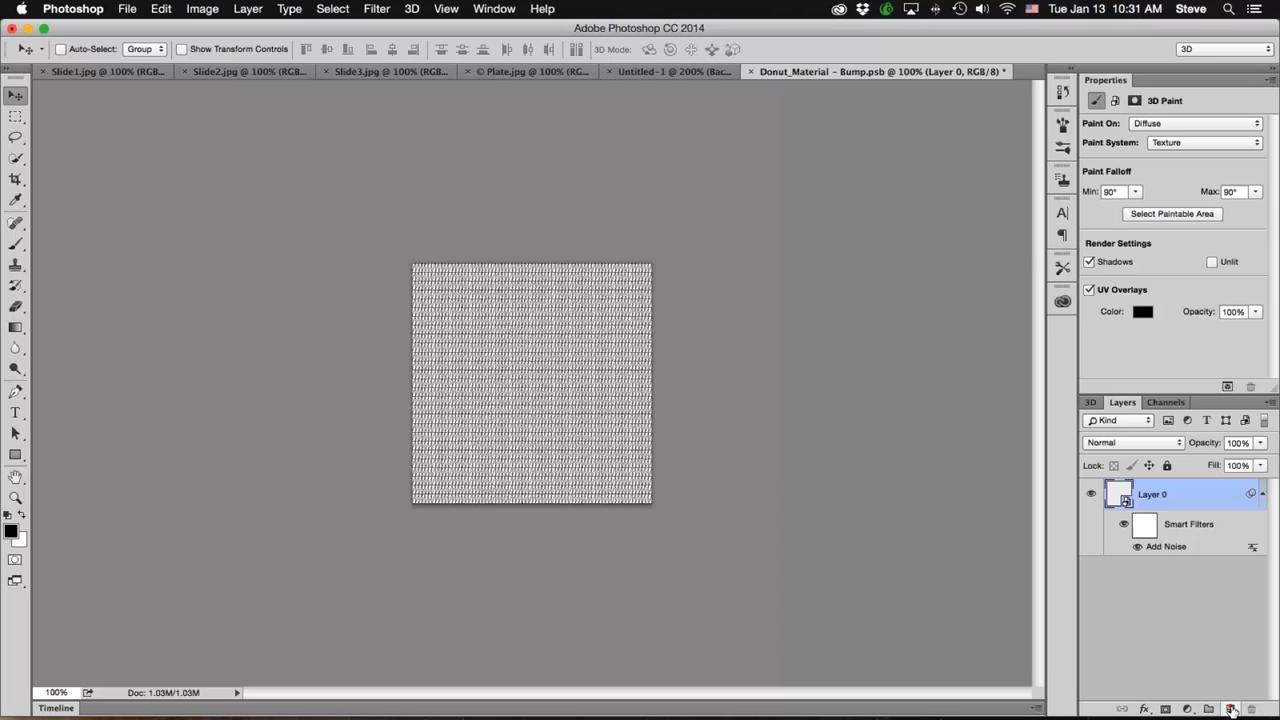 Photoshop File Edit Image Layer Type Select Filter 3D View Window Help Tue Jan 13 10:31 AM Steve
Adobe Photoshop CC 2014
Auto-Select: Group Show Transform Controls 3D Mode: 3D
Slide1.jpg @ 100% (RGB... Slide2.jpg @ 100% (RGB... Slide3.jpg @ 100% (RGB... © Plate.jpg @ 100% (RG... Untitled-1 @ 200% (Bac... Donut_Material - Bump.psb @ 100% (Layer 0, RGB/8) *
Properties
3D Paint
Paint On: Diffuse
Paint System: Texture
Paint Falloff
Min: 90° Max: 90°
Select Paintable Area
Render Settings
Shadows Unlit
UV Overlays
Color: Opacity: 100%
3D Layers Channels
Kind
Normal Opacity: 100%
Lock: Fill: 100%
Layer 0
Smart Filters
Add Noise
100% Doc: 1.03M/1.03M
Timeline fx